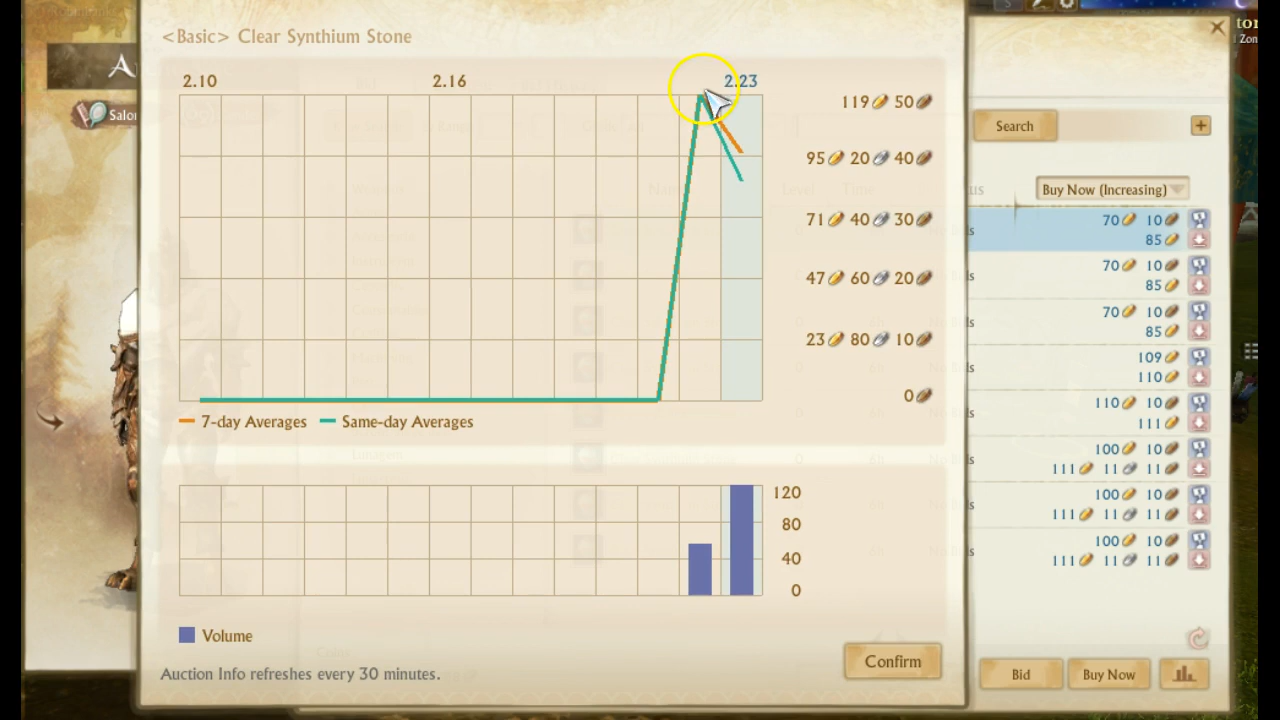 <Basic> Clear Synthium Stone
2.10 2.16 2.23
119 50
95 20 40
71 40 30
47 60 20
23 80 10
0
7-day Averages Same-day Averages
120
80
40
0
Volume
Auction Info refreshes every 30 minutes.
Confirm
Salo
Search
Buy Now (Increasing)
70 10
85
70 10
85
70 10
85
109
110
110 10
111
100 10
111 11 11
100 10
111 11 11
100 10
111 11 11
Bid Buy Now